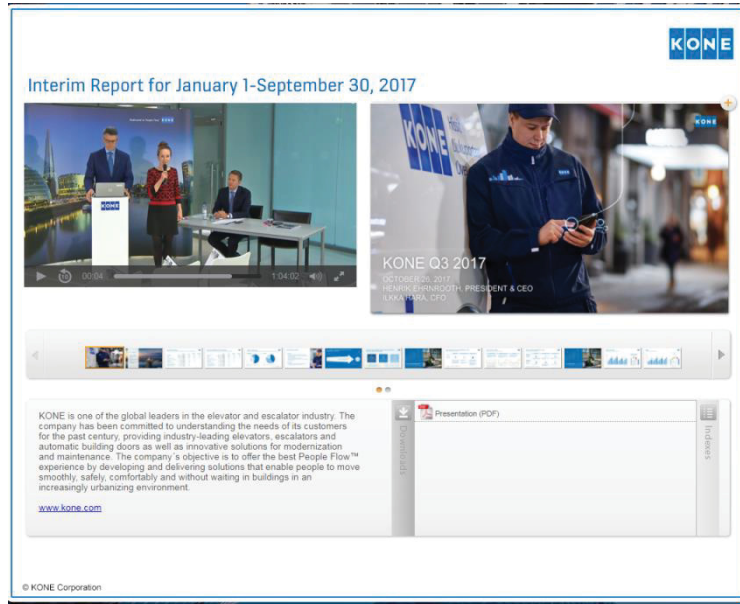 KONE
Interim Report for January 1-September 30, 2017
KONE
KONE
KONE
KONE
KONE Q3 2017
OCTOBER 26, 2017
HENRIK EHRNROOTH, PRESIDENT & CEO
ILKKA HARA, CFO
10
00:04
1:04:02
KONE is one of the global leaders in the elevator and escalator industry. The
company has been committed to understanding the needs of its customers
for the past century, providing industry-leading elevators, escalators and
automatic building doors as well as innovative solutions for modernization
and maintenance. The company´s objective is to offer the best People Flow™
experience by developing and delivering solutions that enable people to move
smoothly, safely, comfortably and without waiting in buildings in an
increasingly urbanizing environment.
www.kone.com
Downloads
Presentation (PDF)
Indexes
© KONE Corporation